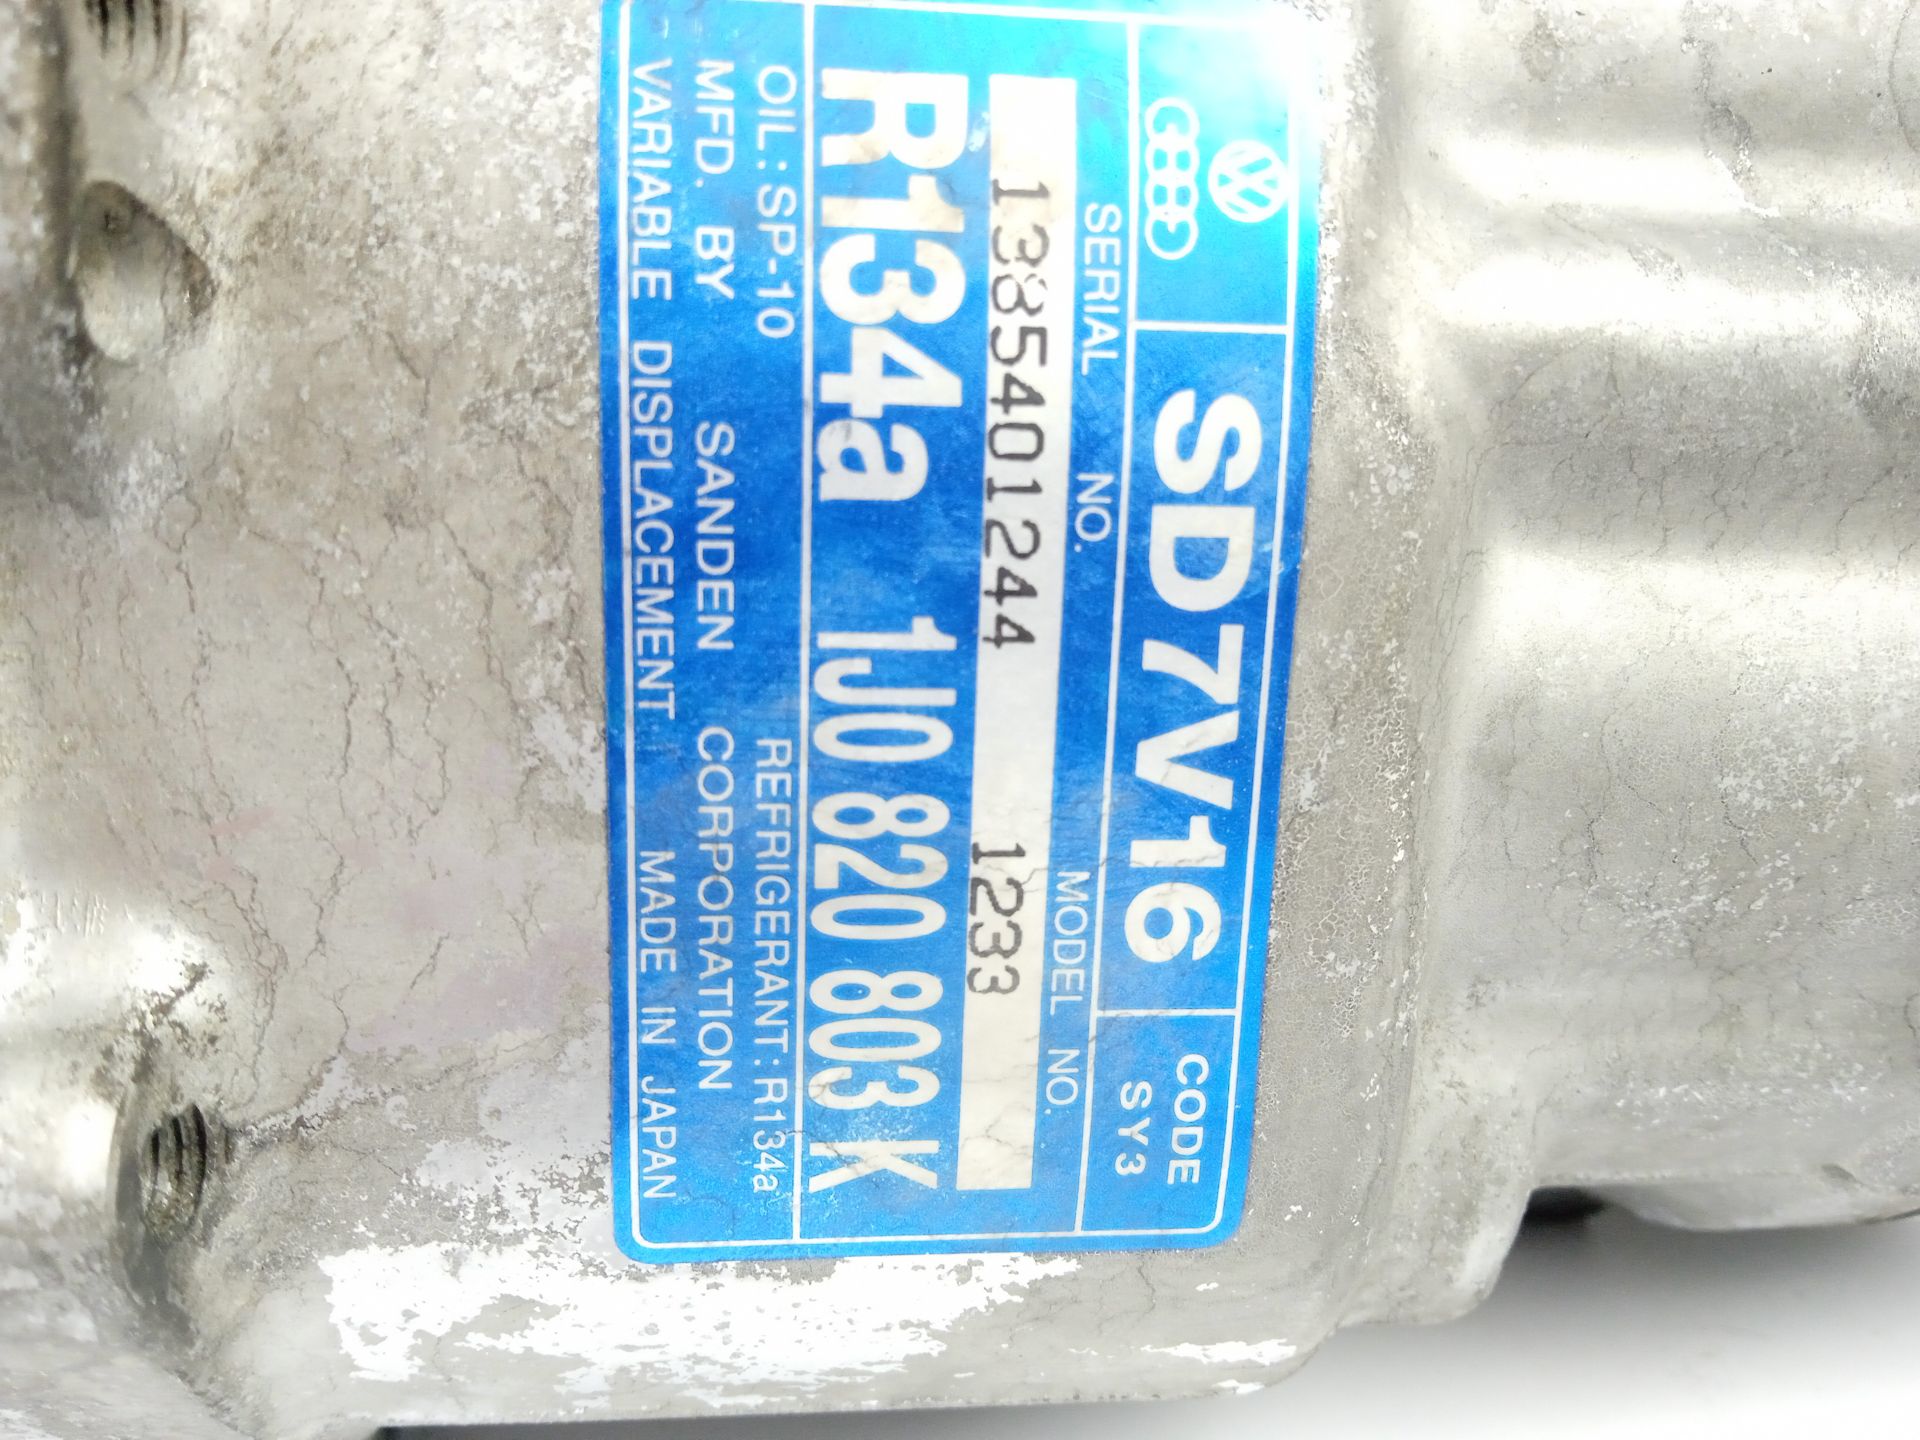 SD7V16
CODE
SY3
SERIAL NO.
MODEL NO.
1385401244
1233
R134a 1J0 820 803 K
OIL: SP-10
REFRIGERANT: R134a
MFD. BY SANDEN CORPORATION
VARIABLE DISPLACEMENT MADE IN JAPAN